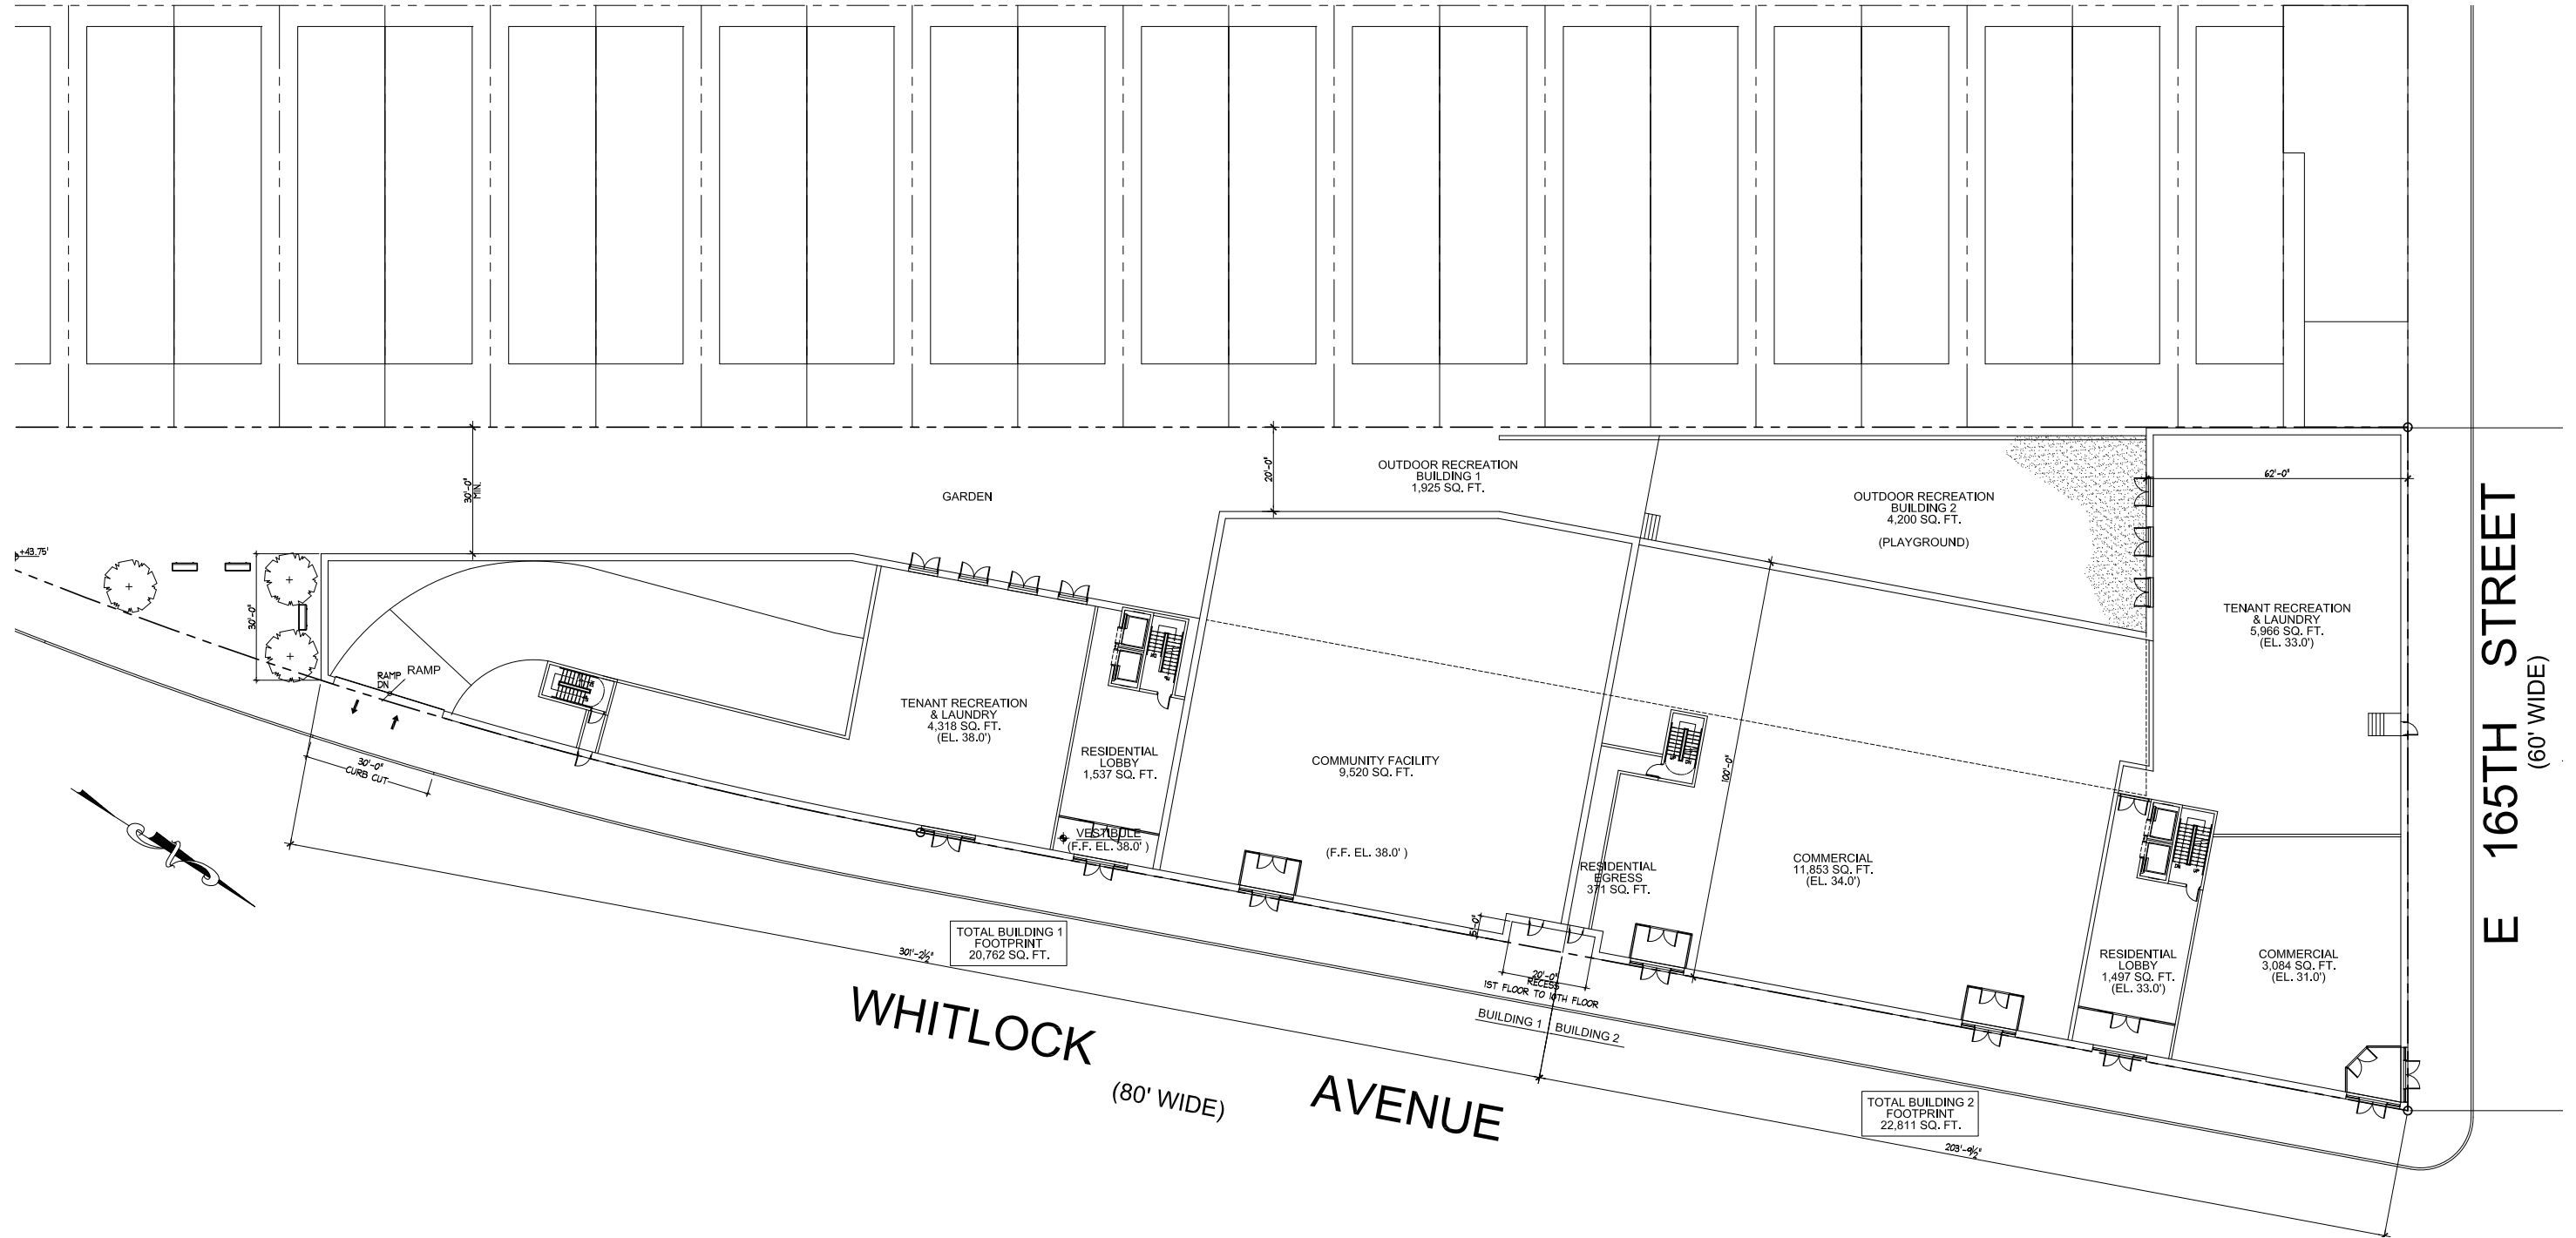 62'-0"
30'-0"
MIN.
20'-0"
OUTDOOR RECREATION
BUILDING 1
1,925 SQ. FT.
GARDEN
OUTDOOR RECREATION
BUILDING 2
4,200 SQ. FT.
(PLAYGROUND)
+43.75'
30'-0"
TENANT RECREATION
& LAUNDRY
5,966 SQ. FT.
(EL. 33.0')
E 165TH STREET
(60' WIDE)
RAMP
DN
RAMP
TENANT RECREATION
& LAUNDRY
4,318 SQ. FT.
(EL. 38.0')
RESIDENTIAL
LOBBY
1,537 SQ. FT.
COMMUNITY FACILITY
9,520 SQ. FT.
30'-0"
CURB CUT
100'-0"
VESTIBULE
(F.F. EL. 38.0' )
(F.F. EL. 38.0' )
RESIDENTIAL
EGRESS
371 SQ. FT.
COMMERCIAL
11,853 SQ. FT.
(EL. 34.0')
TOTAL BUILDING 1
FOOTPRINT
20,762 SQ. FT.
301'-2½"
5'-0"
20'-0"
RECESS
1ST FLOOR TO 10TH FLOOR
BUILDING 1
BUILDING 2
RESIDENTIAL
LOBBY
1,497 SQ. FT.
(EL. 33.0')
COMMERCIAL
3,084 SQ. FT.
(EL. 31.0')
WHITLOCK AVENUE
(80' WIDE)
TOTAL BUILDING 2
FOOTPRINT
22,811 SQ. FT.
203'-9½"